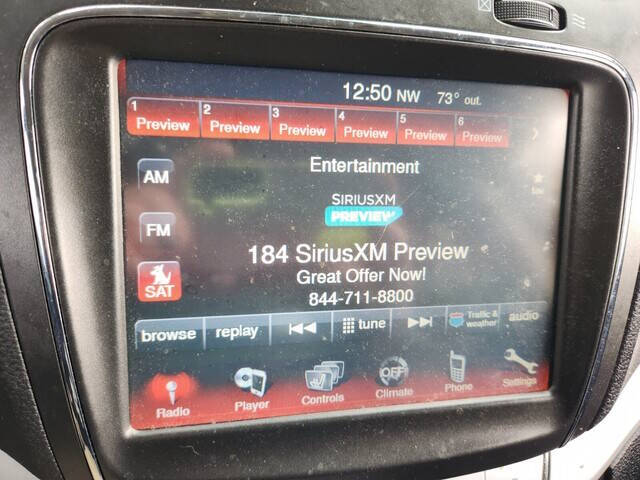 12:50 NW 73° out.
1 2 3 4 5 6
Preview Preview Preview Preview Preview Preview
Entertainment
AM
SIRIUSXM
PREVIEW
FM
184 SiriusXM Preview
Great Offer Now!
SAT
844-711-8800
browse replay tune Traffic & weather audio
OFF
Radio Player Controls Climate Phone Settings